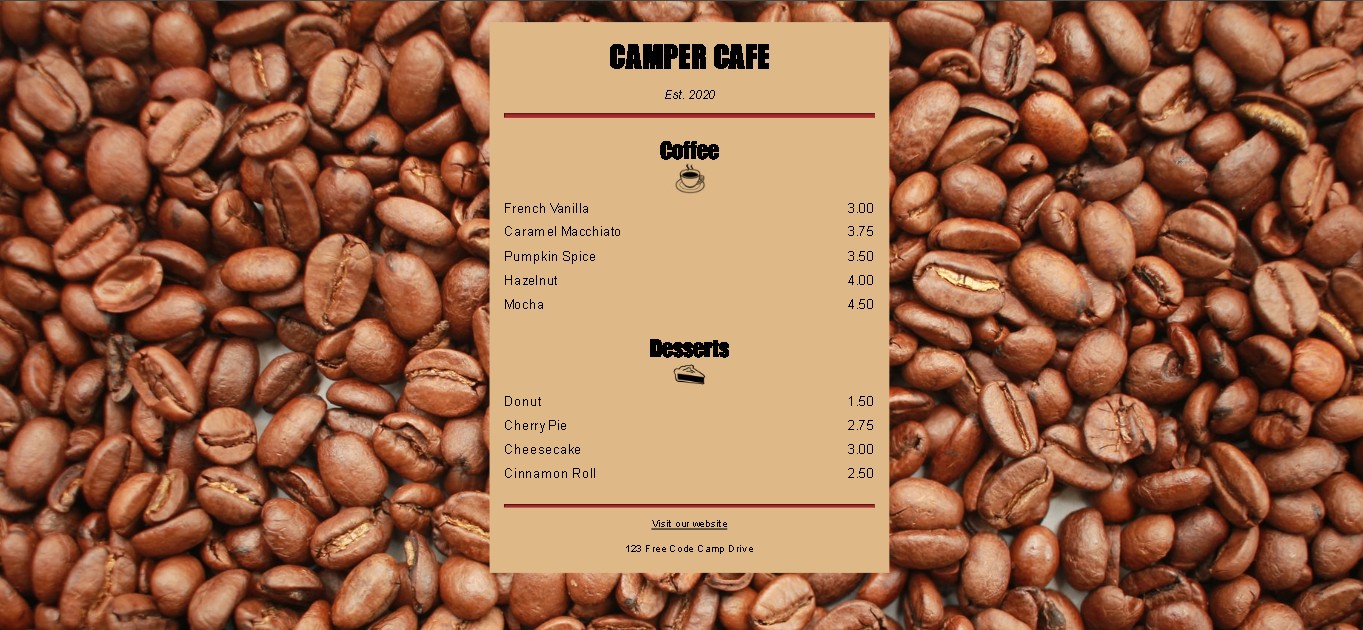 CAMPER CAFE
Est. 2020
Coffee
French Vanilla 3.00
Caramel Macchiato 3.75
Pumpkin Spice 3.50
Hazelnut 4.00
Mocha 4.50
Desserts
Donut 1.50
Cherry Pie 2.75
Cheesecake 3.00
Cinnamon Roll 2.50
Visit our website
123 Free Code Camp Drive